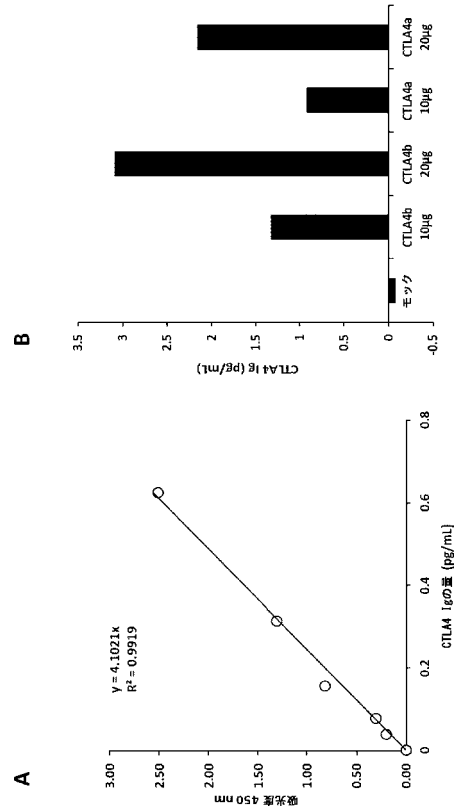 A
3.00
2.50
2.00
1.50
1.00
0.50
0.00
吸光度 450 nm
y = 4.1021x
R² = 0.9919
0
0.2
0.4
0.6
0.8
CTLA4 Igの量 (pg/mL)
B
3.5
3
2.5
2
1.5
1
0.5
0
-0.5
CTLA4 Ig (pg/mL)
モック
CTLA4b
10μg
CTLA4b
20μg
CTLA4a
10μg
CTLA4a
20μg